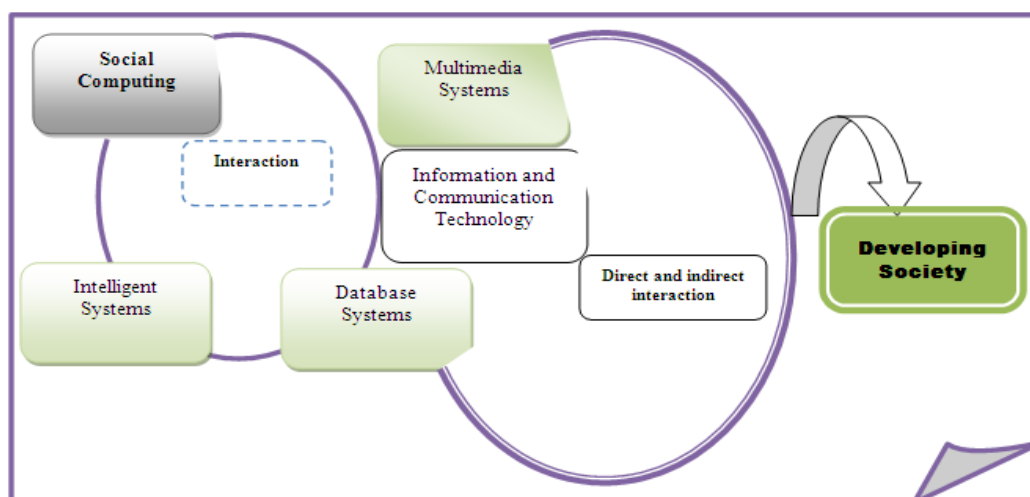 Social
Computing
Interaction
Intelligent
Systems
Database
Systems
Multimedia
Systems
Information and
Communication
Technology
Direct and indirect
interaction
Developing
Society